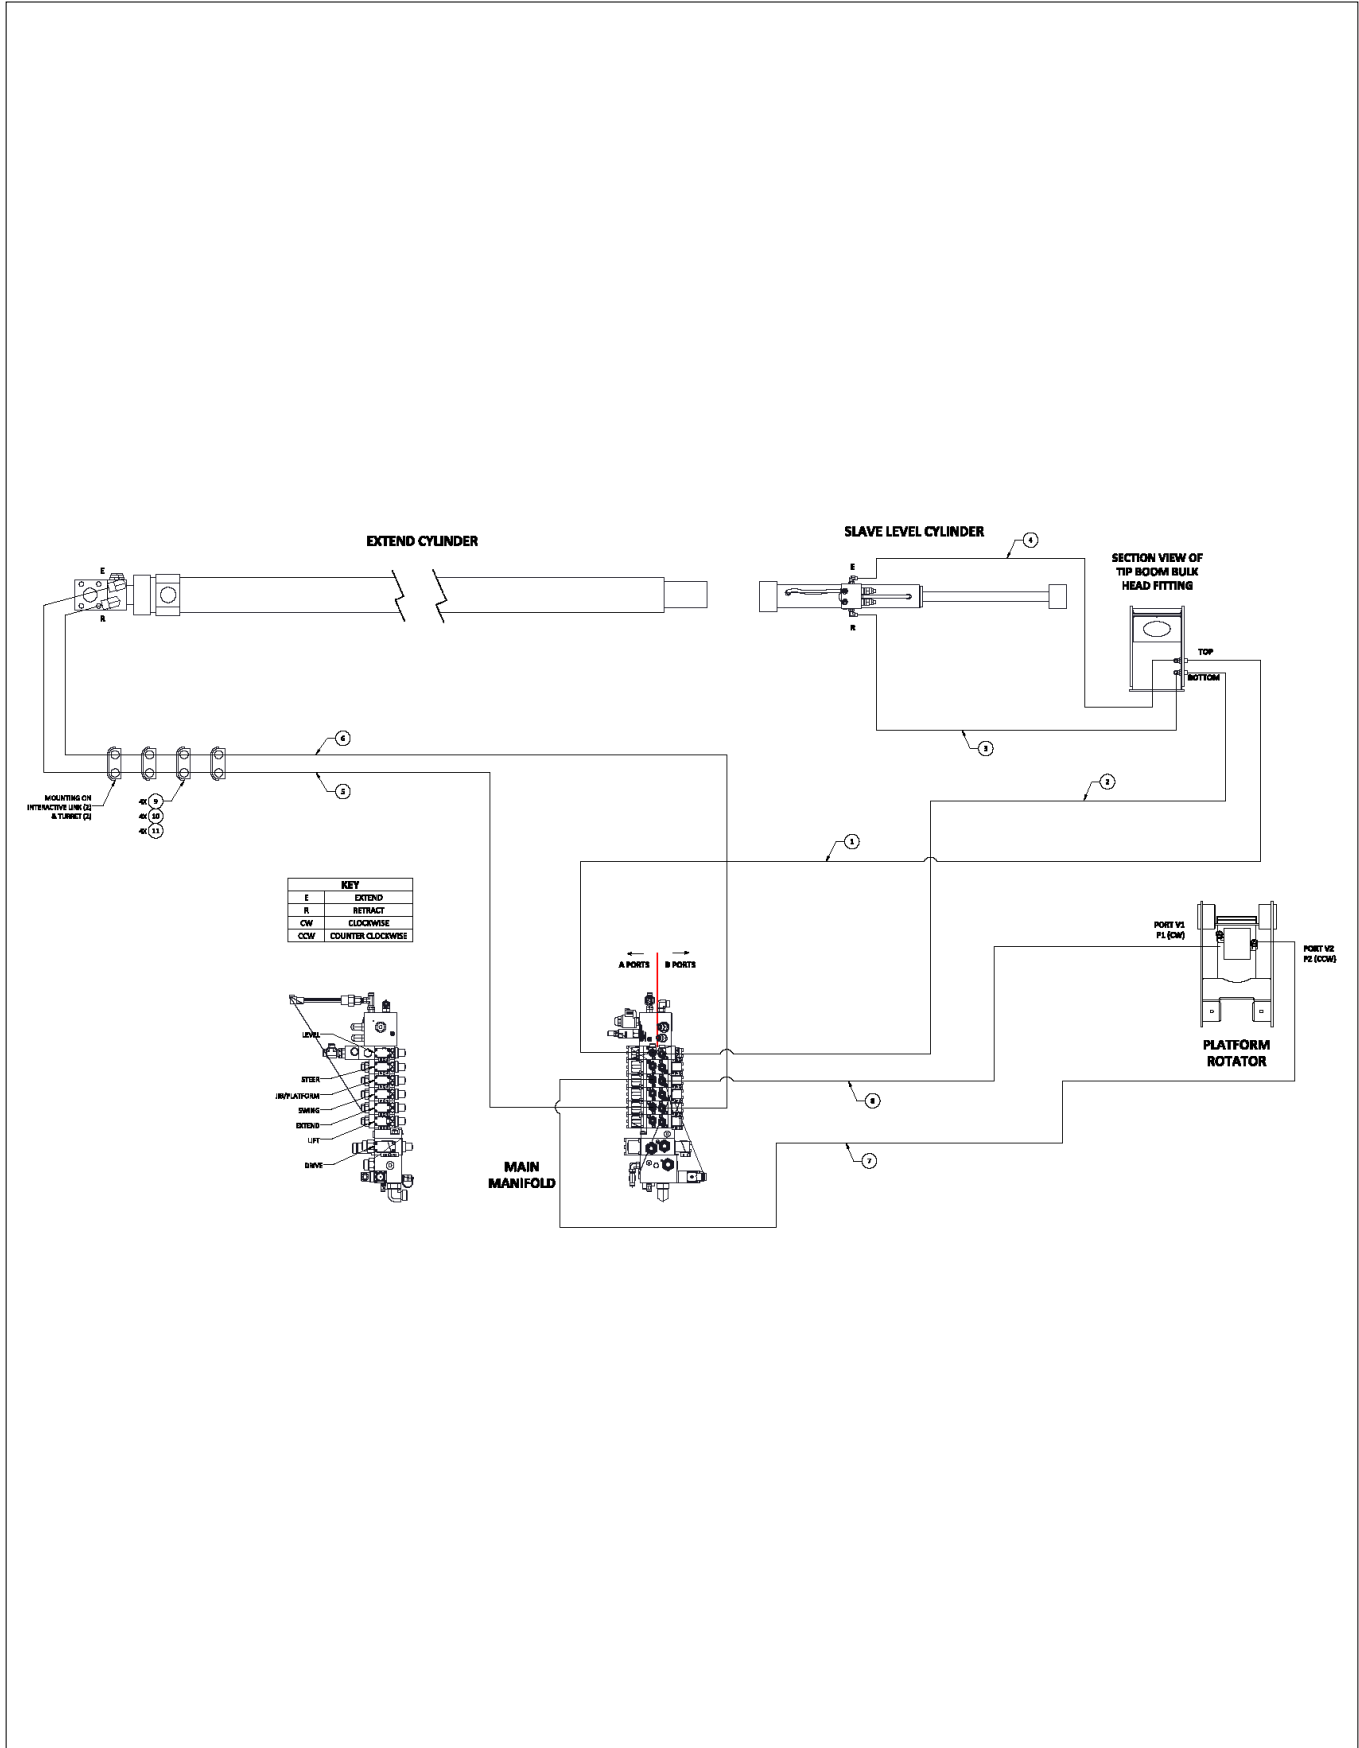 EXTEND CYLINDER
SLAVE LEVEL CYLINDER
4
SECTION VIEW OF
TIP BOOM BULK
HEAD FITTING
E
R
E
R
TOP
BOTTOM
6
3
2
5
MOUNTING ON
INTERACTIVE LINK (2)
& TURRET (2)
4X 9
4X 10
4X 11
1
KEY
E EXTEND
R RETRACT
CW CLOCKWISE
CCW COUNTER CLOCKWISE
PORT V1
P1 (CW)
PORT V2
P2 (CCW)
A PORTS B PORTS
LEVEL
STEER
JIB/PLATFORM
SWING
EXTEND
LIFT
DRIVE
PLATFORM
ROTATOR
8
7
MAIN
MANIFOLD